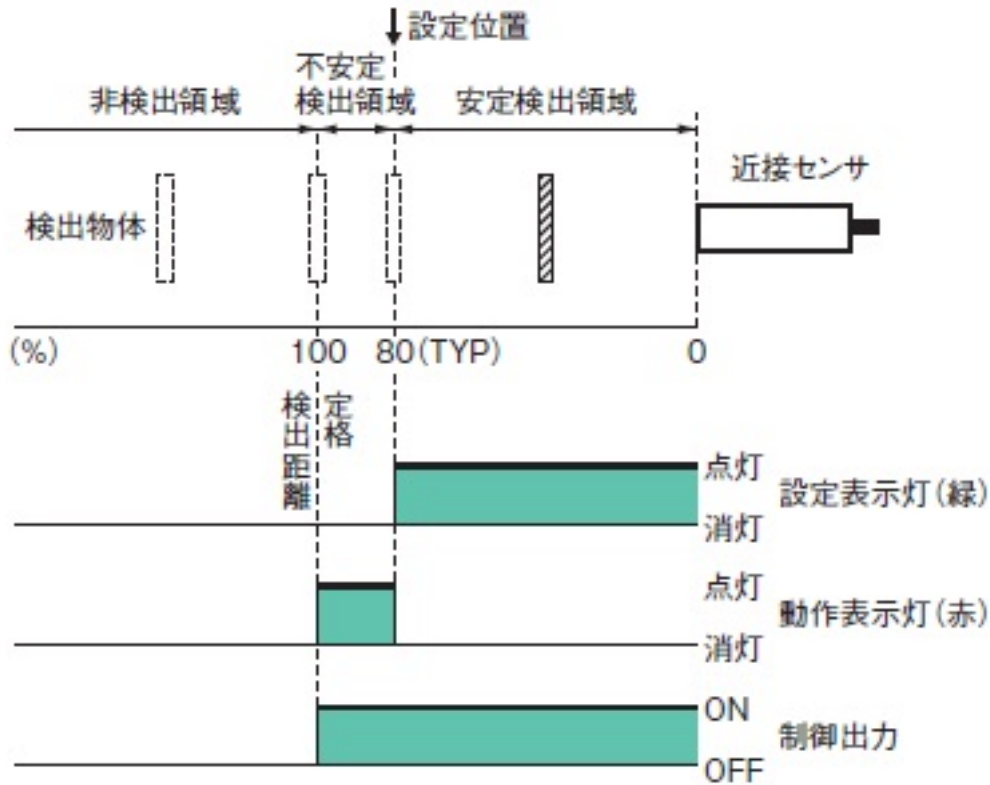 設定位置
不安定
非検出領域 検出領域 安定検出領域
近接センサ
検出物体
(%) 100 80(TYP) 0
検出距離
定格
点灯
設定表示灯(緑)
消灯
点灯
動作表示灯(赤)
消灯
ON
制御出力
OFF